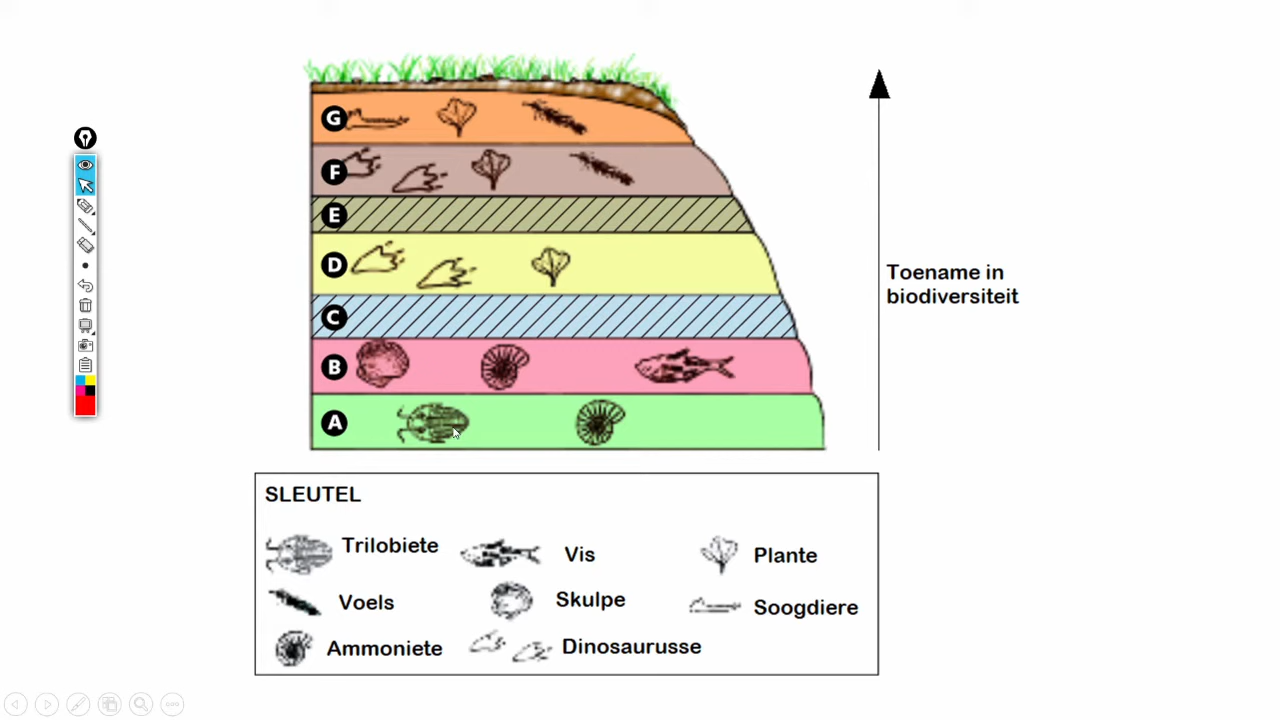 G
F
E
D
C
B
A
Toename in
biodiversiteit
SLEUTEL
Trilobiete
Vis
Plante
Voels
Skulpe
Soogdiere
Ammoniete
Dinosaurusse